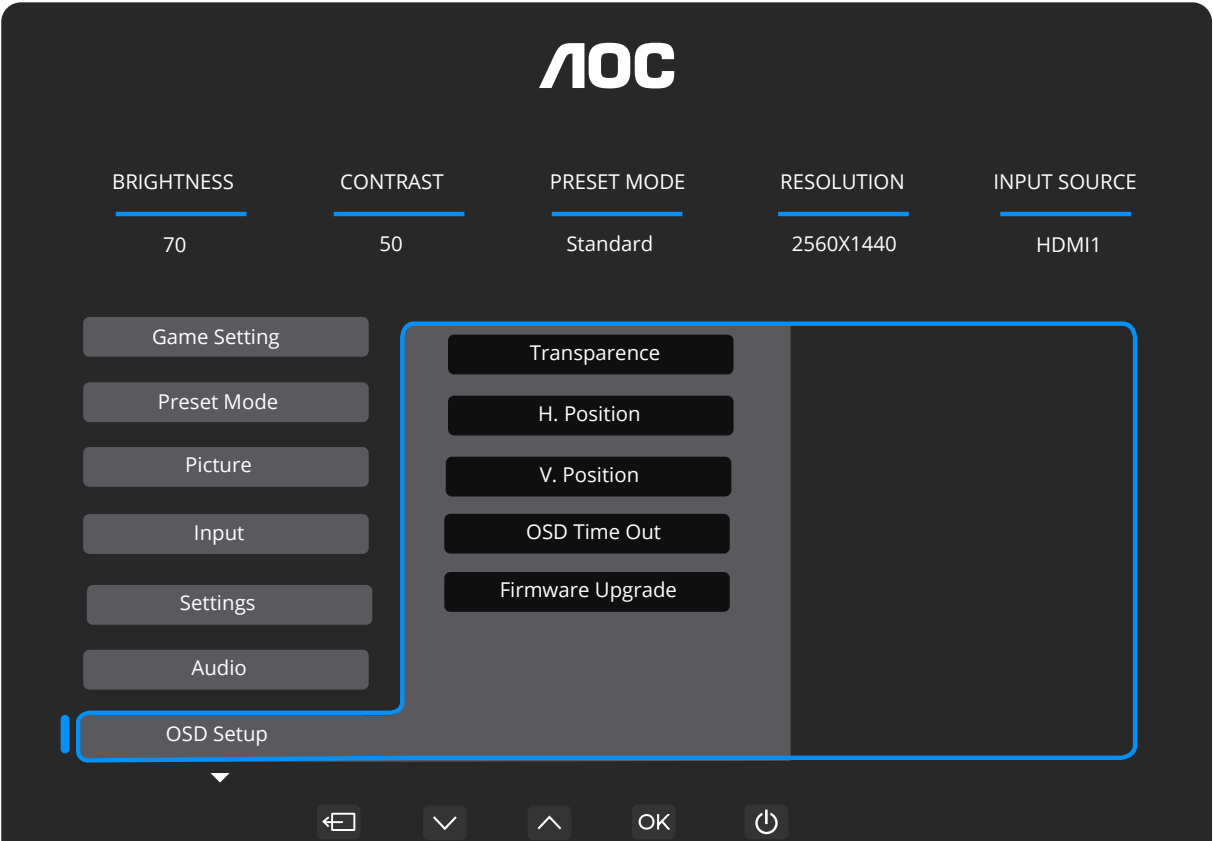 AOC
BRIGHTNESS CONTRAST PRESET MODE RESOLUTION INPUT SOURCE
70 50 Standard 2560X1440 HDMI1
Game Setting
Preset Mode
Picture
Input
Settings
Audio
OSD Setup
Transparence
H. Position
V. Position
OSD Time Out
Firmware Upgrade
OK